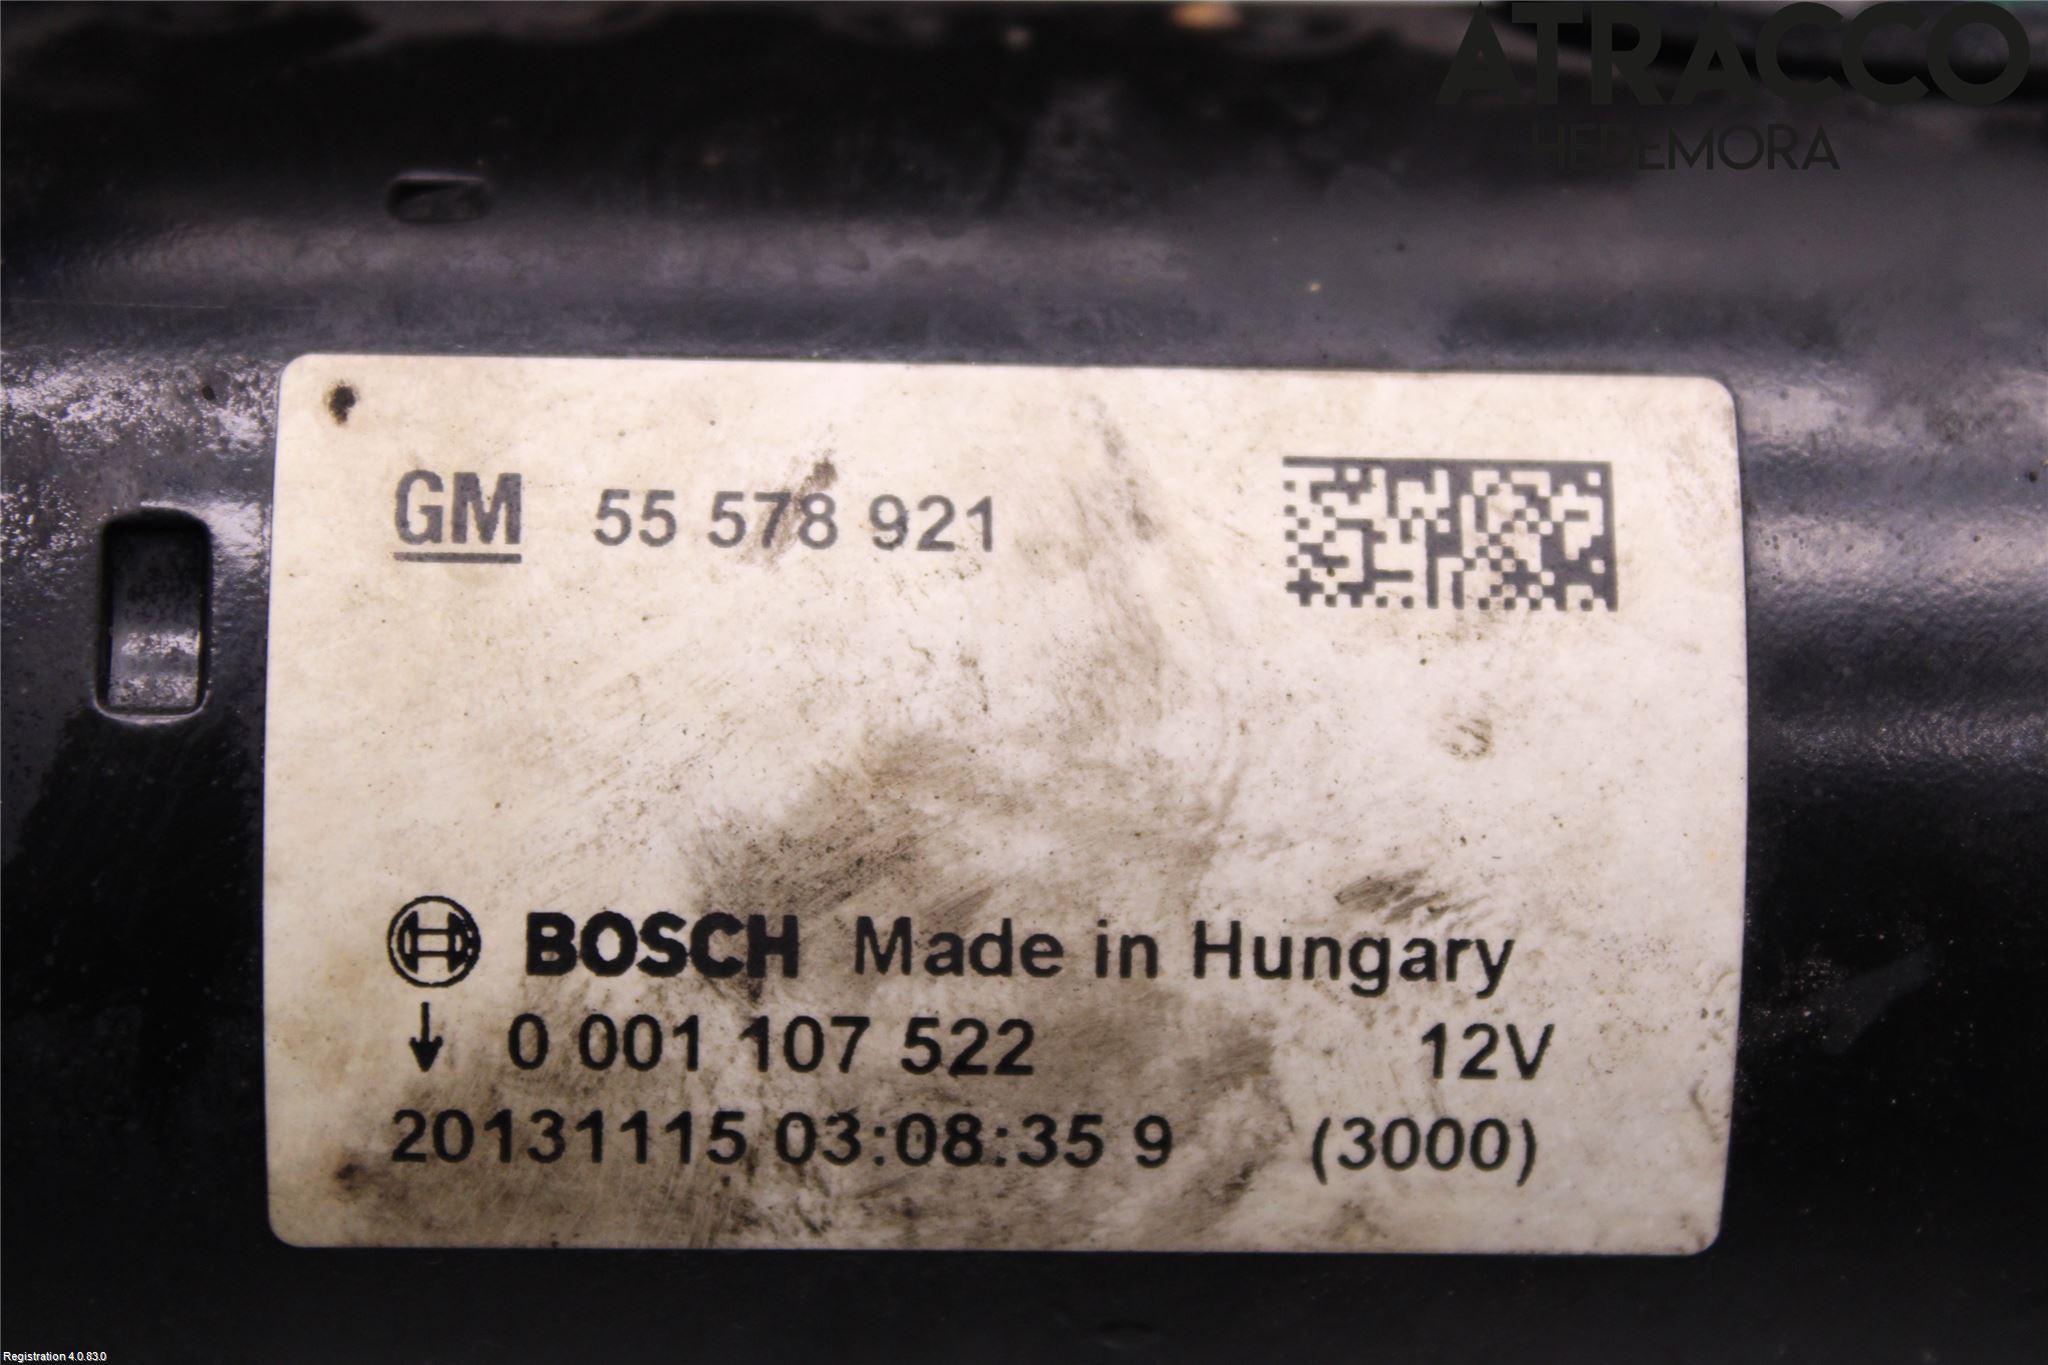 ATRACCO
HEDEMORA
GM 55 578 921
BOSCH Made in Hungary
↓ 0 001 107 522 12V
20131115 03:08:35 9 (3000)
Registration 4.0.83.0